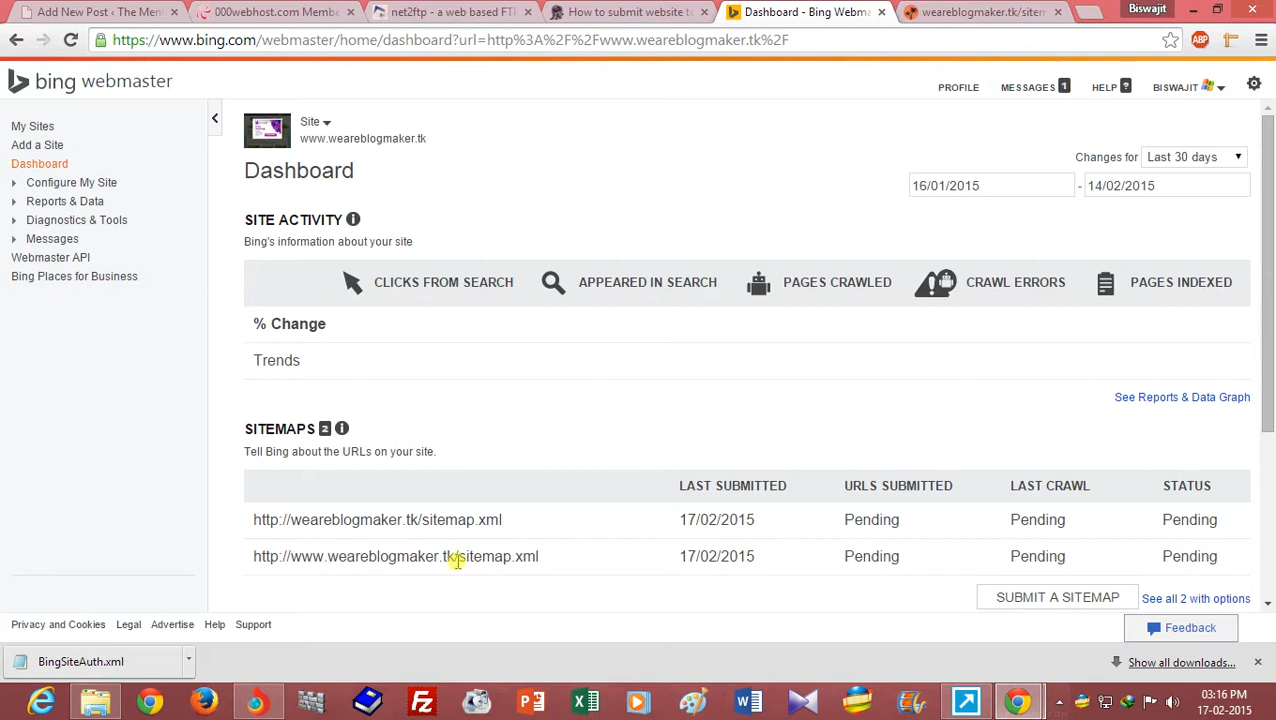 Add New Post ‹ The Ment
000webhost.com Membe
net2ftp - a web based FT
How to submit website to
Dashboard - Bing Webma
weareblogmaker.tk/sitem
Biswajit
https://www.bing.com/webmaster/home/dashboard?url=http%3A%2F%2Fwww.weareblogmaker.tk%2F
ABP
bing webmaster
PROFILE
MESSAGES 1
HELP ?
BISWAJIT
My Sites
Add a Site
Dashboard
Configure My Site
Reports & Data
Diagnostics & Tools
Messages
Webmaster API
Bing Places for Business
Site
www.weareblogmaker.tk
Dashboard
Changes for Last 30 days
16/01/2015 - 14/02/2015
SITE ACTIVITY
Bing's information about your site
CLICKS FROM SEARCH
APPEARED IN SEARCH
PAGES CRAWLED
CRAWL ERRORS
PAGES INDEXED
% Change
Trends
See Reports & Data Graph
SITEMAPS 2
Tell Bing about the URLs on your site.
LAST SUBMITTED URLS SUBMITTED LAST CRAWL STATUS
http://weareblogmaker.tk/sitemap.xml 17/02/2015 Pending Pending Pending
http://www.weareblogmaker.tk/sitemap.xml 17/02/2015 Pending Pending Pending
SUBMIT A SITEMAP
See all 2 with options
Privacy and Cookies Legal Advertise Help Support
Feedback
BingSiteAuth.xml
Show all downloads...
03:16 PM
17-02-2015